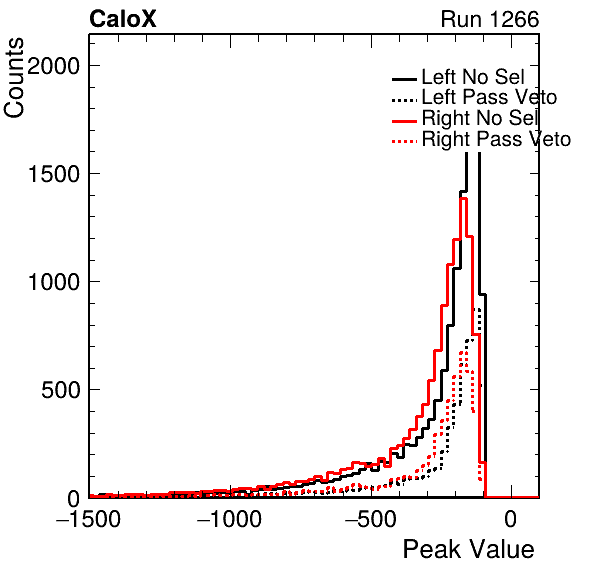 CaloX Run 1266
Counts
2000
1500
1000
500
0
Left No Sel
Left Pass Veto
Right No Sel
Right Pass Veto
−1500 −1000 −500 0
Peak Value